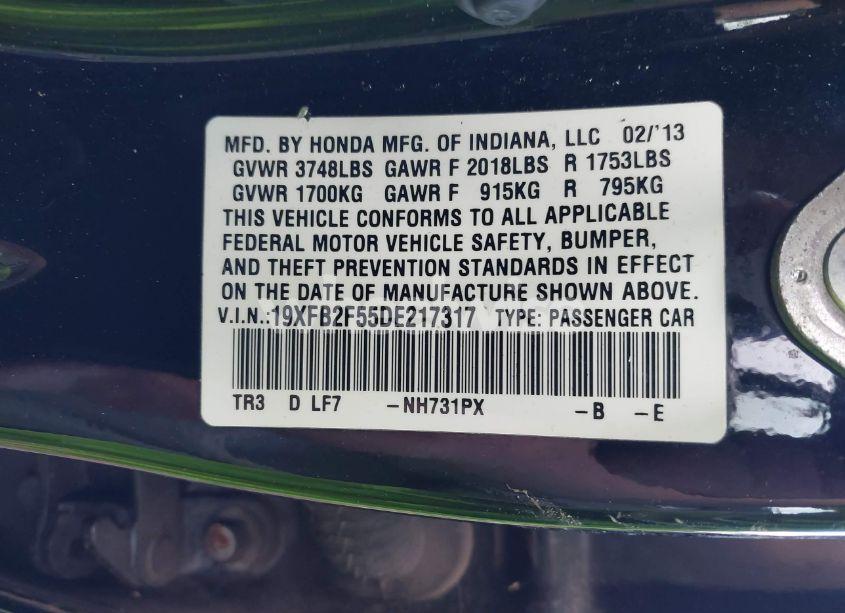 MFD. BY HONDA MFG. OF INDIANA, LLC 02/'13
GVWR 3748LBS GAWR F 2018LBS R 1753LBS
GVWR 1700KG GAWR F 915KG R 795KG
THIS VEHICLE CONFORMS TO ALL APPLICABLE
FEDERAL MOTOR VEHICLE SAFETY, BUMPER,
AND THEFT PREVENTION STANDARDS IN EFFECT
ON THE DATE OF MANUFACTURE SHOWN ABOVE.
V.I.N.:19XFB2F55DE217317 TYPE: PASSENGER CAR
TR3 D LF7 -NH731PX -B -E